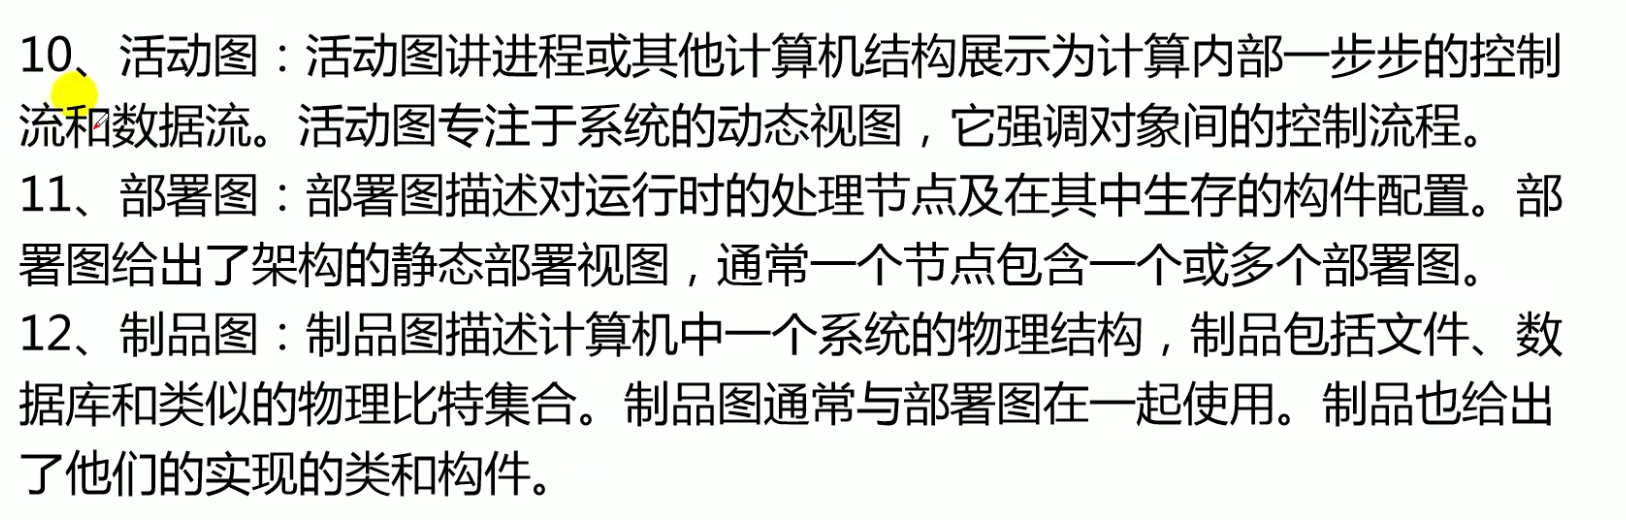 10、活动图：活动图讲进程或其他计算机结构展示为计算内部一步步的控制
流和数据流。活动图专注于系统的动态视图，它强调对象间的控制流程。
11、部署图：部署图描述对运行时的处理节点及在其中生存的构件配置。部
署图给出了架构的静态部署视图，通常一个节点包含一个或多个部署图。
12、制品图：制品图描述计算机中一个系统的物理结构，制品包括文件、数
据库和类似的物理比特集合。制品图通常与部署图在一起使用。制品也给出
了他们的实现的类和构件。